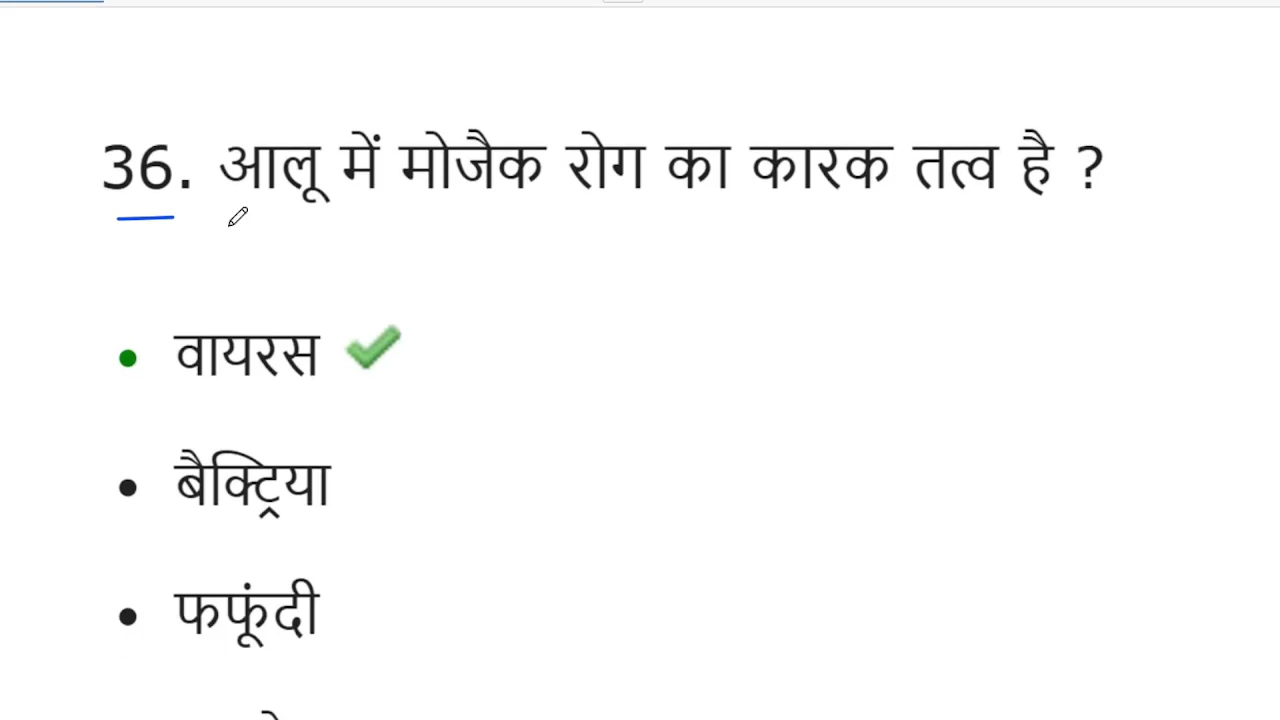 36. आलू में मोजैक रोग का कारक तत्व है ?
• वायरस
• बैक्ट्रिया
• फफूंदी